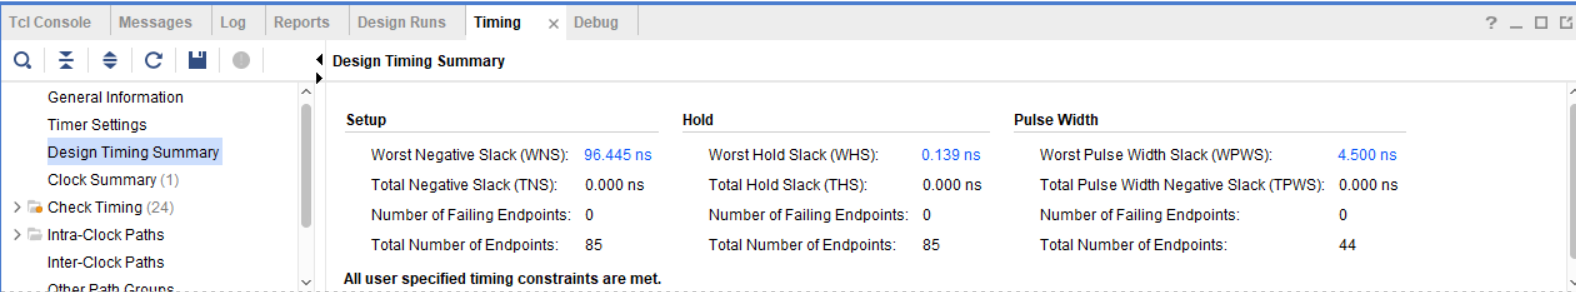 Tcl Console Messages Log Reports Design Runs Timing × Debug ?
Design Timing Summary
General Information
Timer Settings
Design Timing Summary
Clock Summary (1)
Check Timing (24)
Intra-Clock Paths
Inter-Clock Paths
Other Path Groups
Setup Hold Pulse Width
Worst Negative Slack (WNS): 96.445 ns Worst Hold Slack (WHS): 0.139 ns Worst Pulse Width Slack (WPWS): 4.500 ns
Total Negative Slack (TNS): 0.000 ns Total Hold Slack (THS): 0.000 ns Total Pulse Width Negative Slack (TPWS): 0.000 ns
Number of Failing Endpoints: 0 Number of Failing Endpoints: 0 Number of Failing Endpoints: 0
Total Number of Endpoints: 85 Total Number of Endpoints: 85 Total Number of Endpoints: 44
All user specified timing constraints are met.